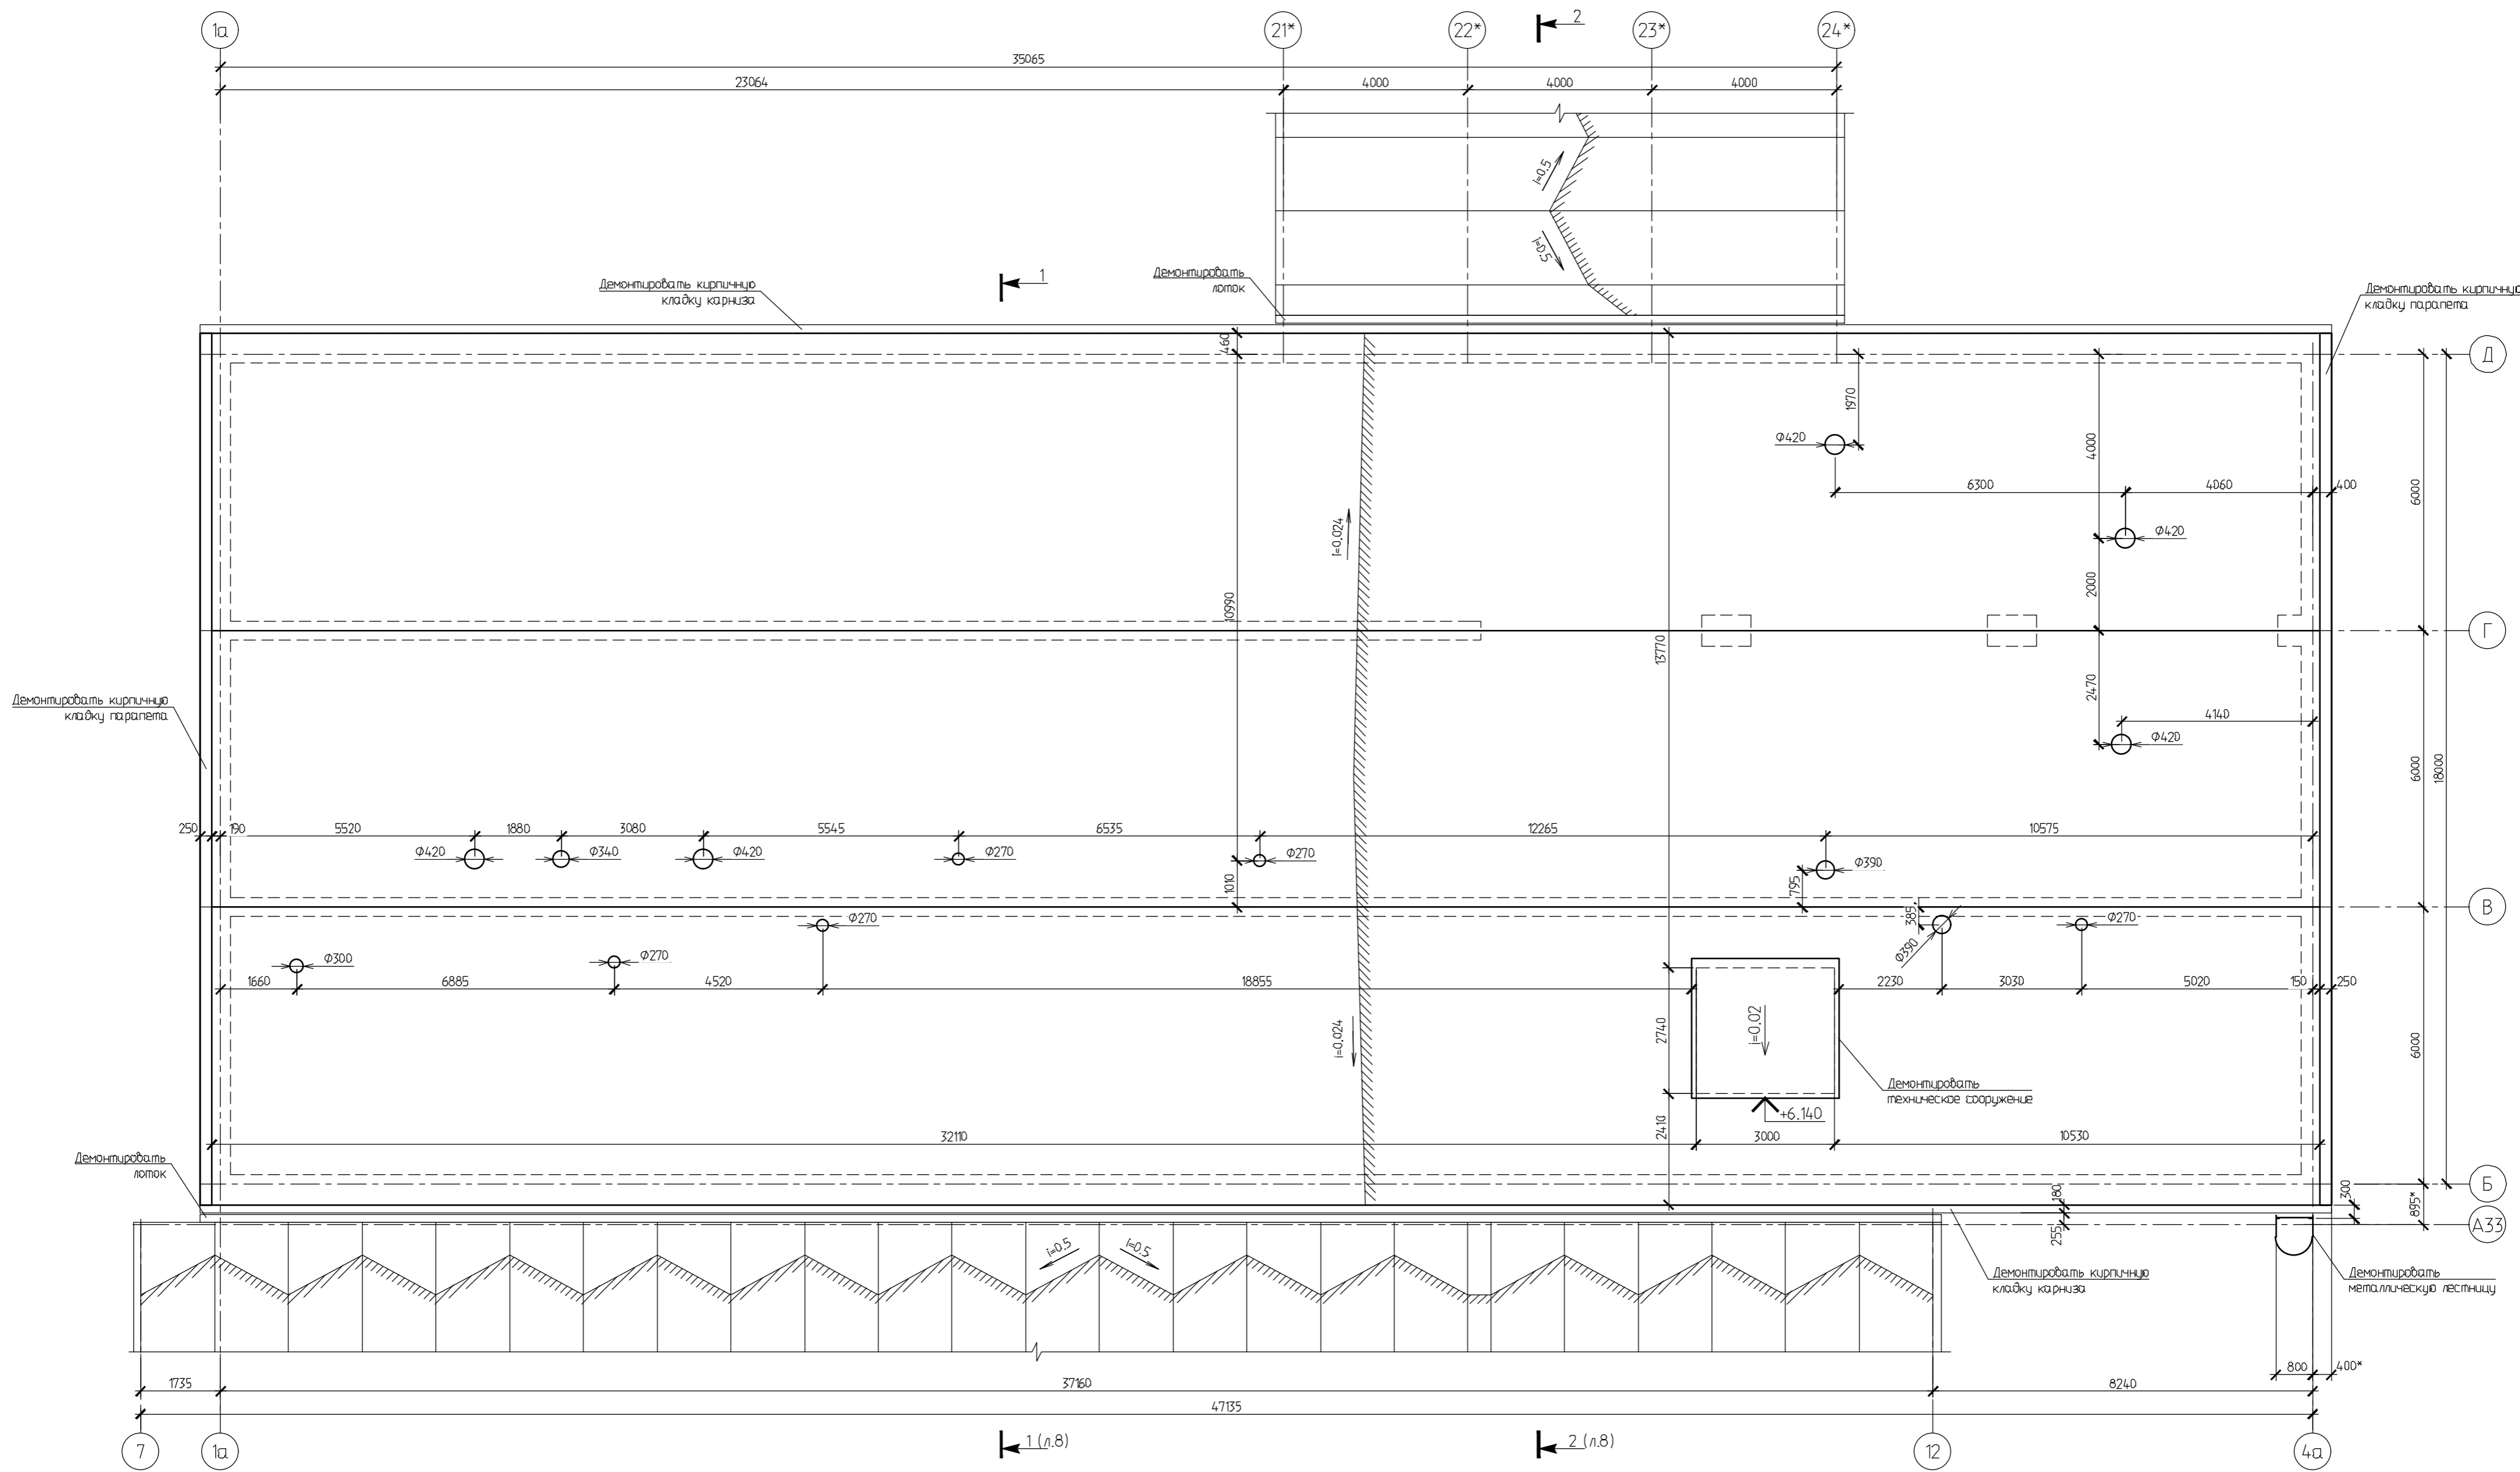 1а
21*
22*
2
23*
24*
35065
23064
4000
4000
4000
i=0.5
i=0.5
1
Демонтировать
лоток
Демонтировать кирпичную
кладку карниза
Демонтировать кирпичную
кладку парапета
460
Д
1970
Ф420
4000
6300
4060
400
6000
i=0.024
Ф420
10990
2000
13770
Г
2470
Демонтировать кирпичную
кладку парапета
4140
Ф420
6000
18000
250
190
5520
1880
3080
5545
6535
12265
10575
Ф420
Ф340
Ф420
Ф270
Ф270
Ф390
1010
795
385
В
Ф270
Ф270
Ф390
Ф300
Ф270
1660
6885
4520
18855
2230
3030
5020
150
250
i=0.024
2740
i=0.02
6000
Демонтировать
техническое сооружение
+6.140
2410
32110
3000
10530
Демонтировать
лоток
180
300
895*
Б
255
А33
i=0.5
i=0.5
Демонтировать кирпичную
кладку карниза
Демонтировать
металлическую лестницу
800
400*
1735
37160
8240
47135
7
1а
1 (л.8)
2 (л.8)
12
4а